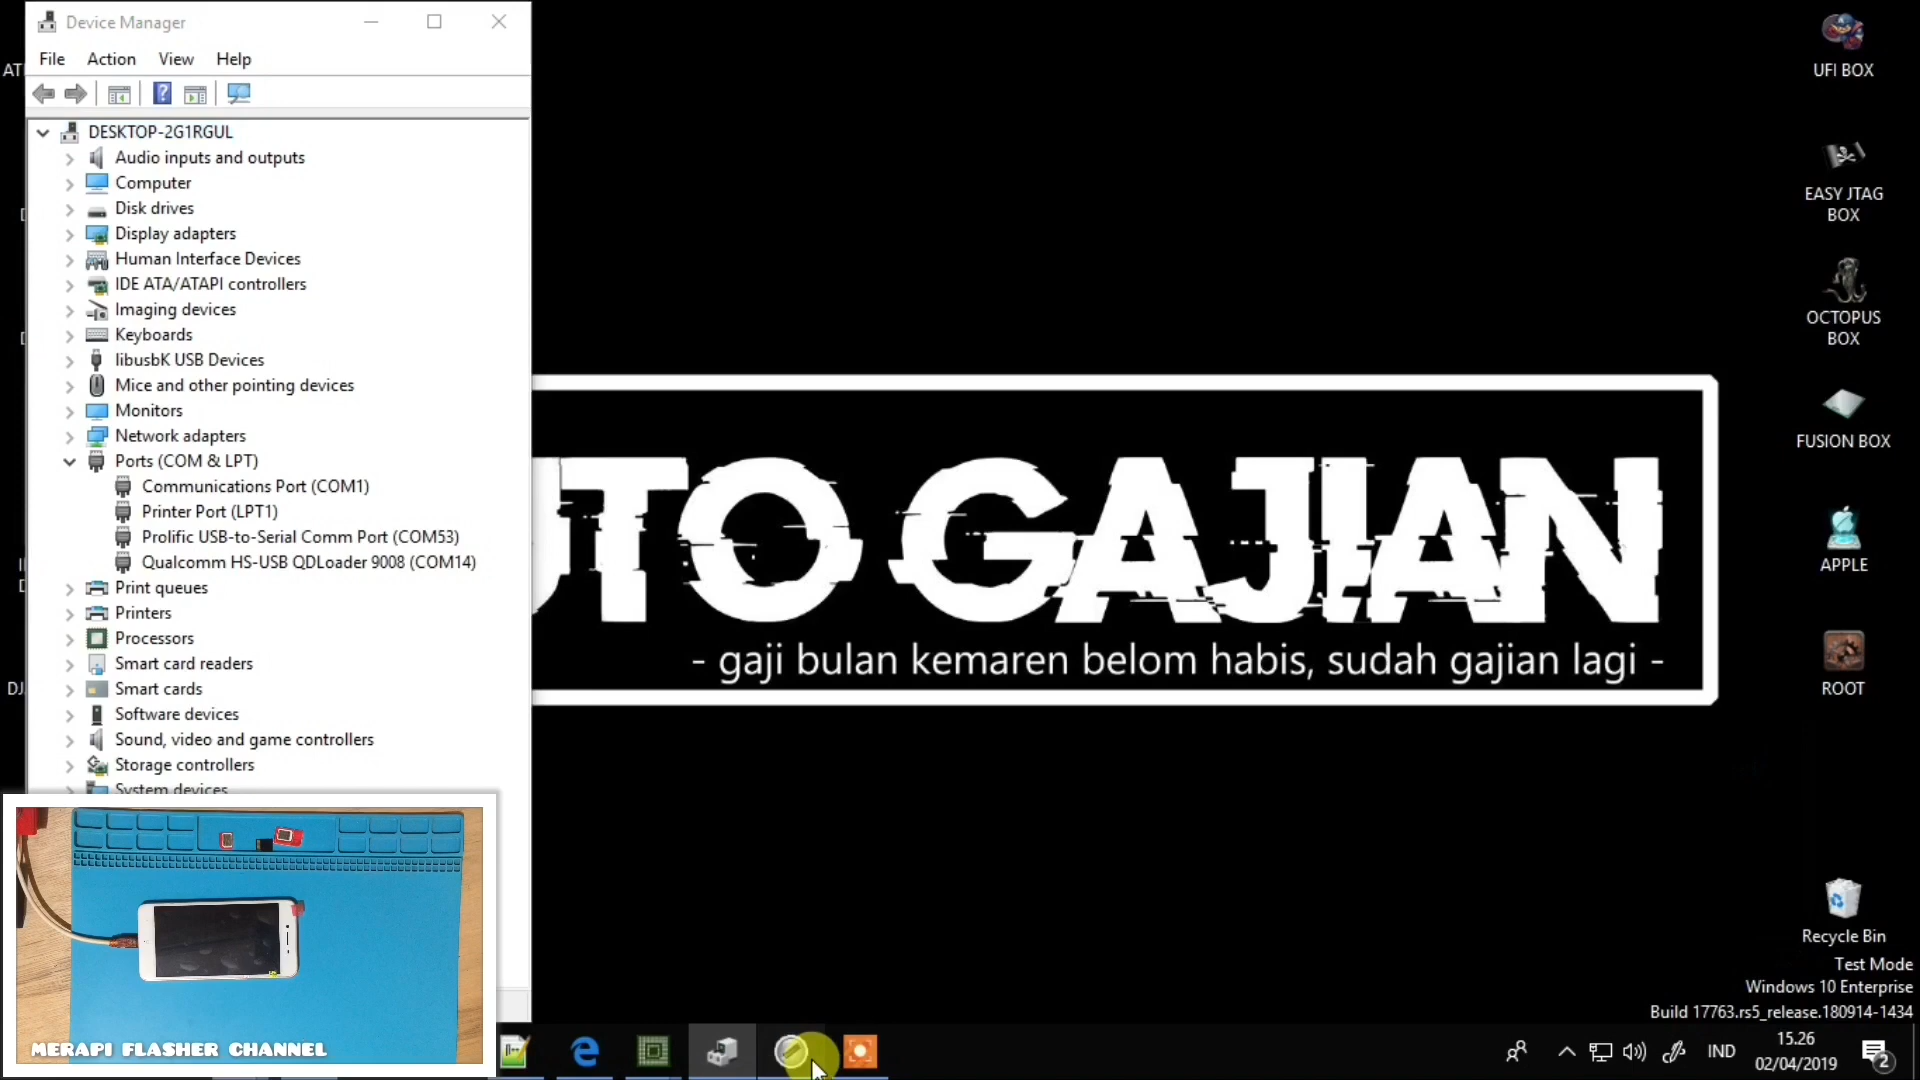 Device Manager
File Action View Help
DESKTOP-2G1RGUL
Audio inputs and outputs
Computer
Disk drives
Display adapters
Human Interface Devices
IDE ATA/ATAPI controllers
Imaging devices
Keyboards
libusbK USB Devices
Mice and other pointing devices
Monitors
Network adapters
Ports (COM & LPT)
Communications Port (COM1)
Printer Port (LPT1)
Prolific USB-to-Serial Comm Port (COM53)
Qualcomm HS-USB QDLoader 9008 (COM14)
Print queues
Printers
Processors
Smart card readers
Smart cards
Software devices
Sound, video and game controllers
Storage controllers
System devices
MERAPI FLASHER CHANNEL
UTO GAJIAN
- gaji bulan kemaren belom habis, sudah gajian lagi -
UFI BOX
EASY JTAG
BOX
OCTOPUS
BOX
FUSION BOX
APPLE
ROOT
Recycle Bin
Test Mode
Windows 10 Enterprise
Build 17763.rs5_release.180914-1434
IND
15.26
02/04/2019
2